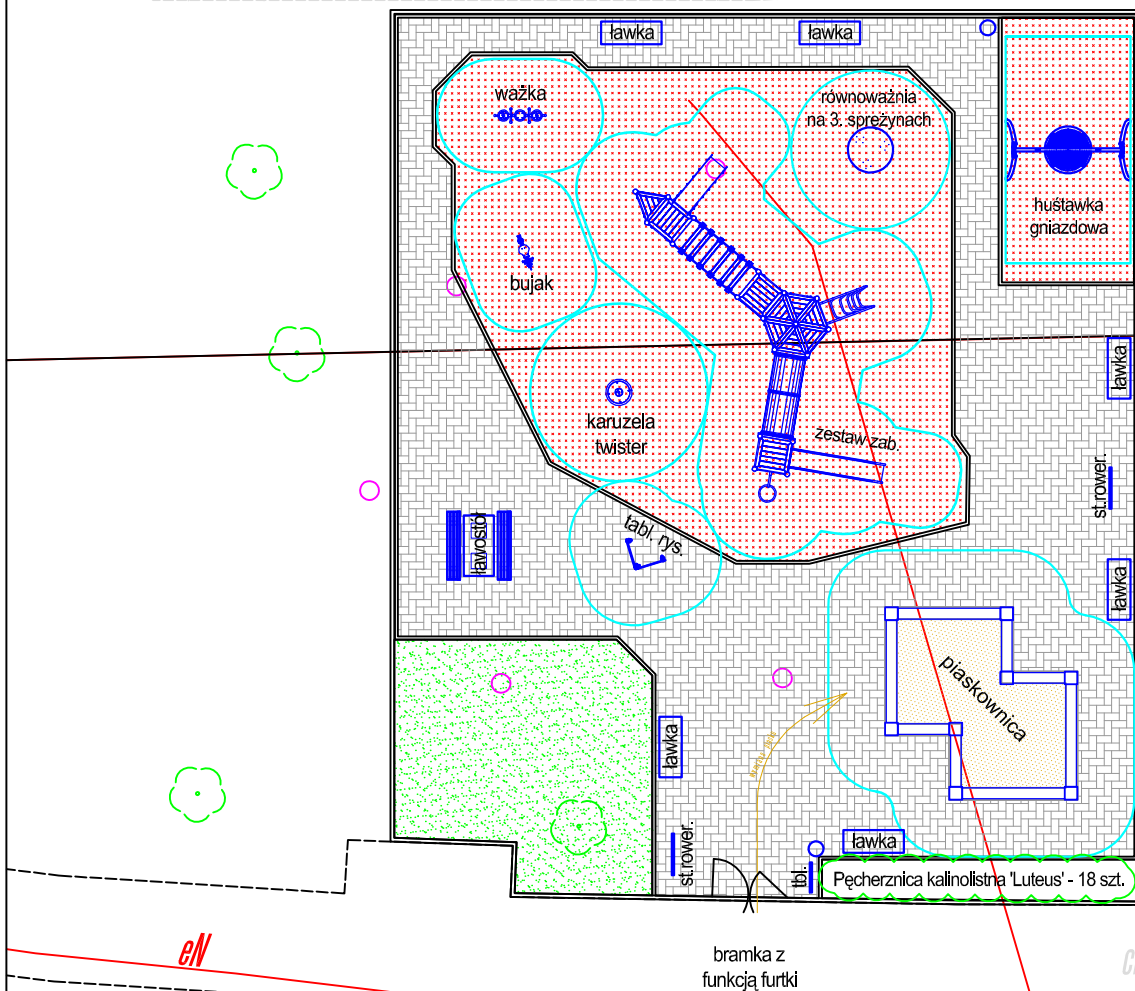 ławka
ławka
ważka
równoważnia
na 3. sprężynach
huśtawka
gniazdowa
bujak
ławka
karuzela
twister
zestaw zab.
st.rower.
ławostół
tabl. rys.
ławka
piaskownica
ławka
st.rower.
tbl.
ławka
Pęcherznica kalinolistna 'Luteus' - 18 szt.
eN
bramka z
funkcją furtki